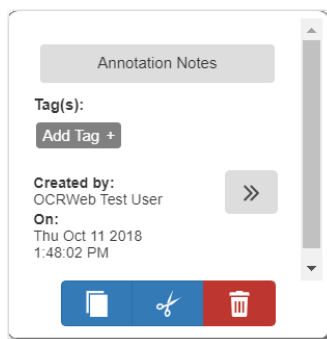 Annotation Notes
Tag(s):
Add Tag +
Created by:
OCRWeb Test User
On:
Thu Oct 11 2018
1:48:02 PM